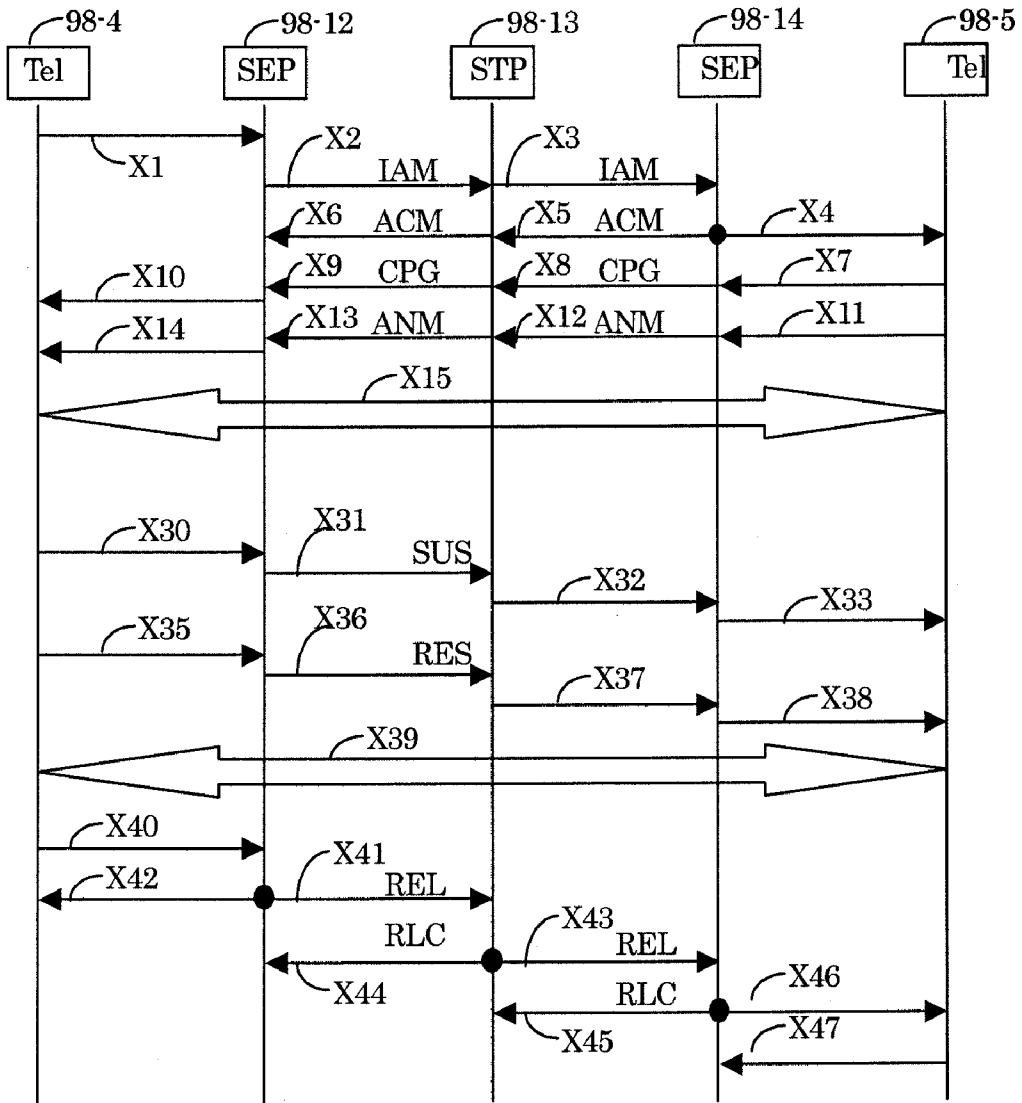 98-4 98-12 98-13 98-14 98-5
Tel SEP STP SEP Tel
X1 X2 IAM X3 IAM
X6 ACM X5 ACM X4
X10 X9 CPG X8 CPG X7
X14 X13 ANM X12 ANM X11
X15
X30 X31 SUS
X32 X33
X35 X36 RES
X37 X38
X39
X40
X42 X41 REL
RLC X43 REL
X44 RLC X46
X45 X47